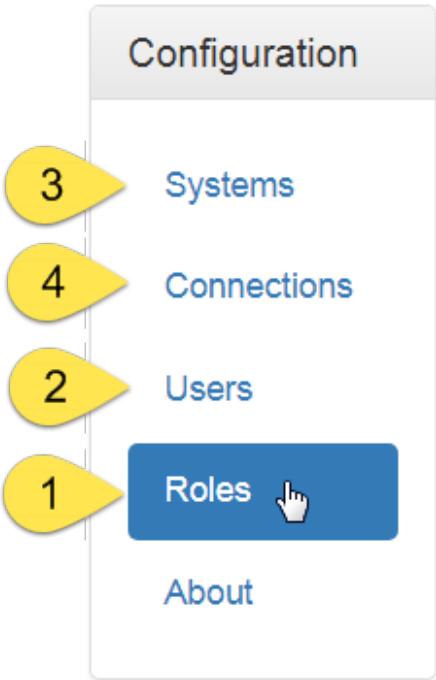 Configuration
3 Systems
4 Connections
2 Users
1 Roles
About